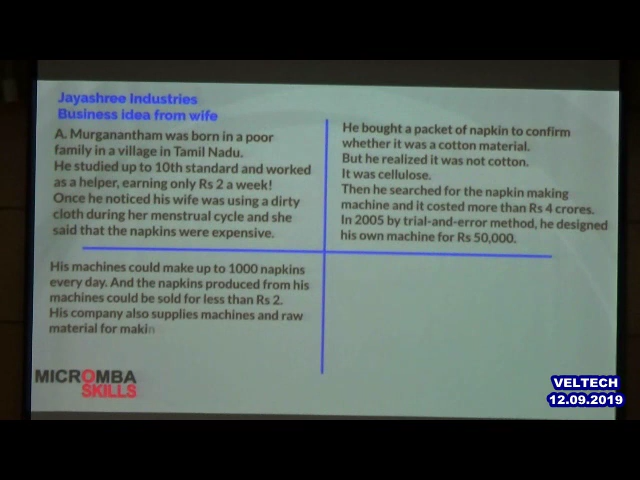 Jayashree Industries
Business idea from wife
A. Murganantham was born in a poor
family in a village in Tamil Nadu.
He studied up to 10th standard and worked
as a helper, earning only Rs 2 a week!
Once he noticed his wife was using a dirty
cloth during her menstrual cycle and she
said that the napkins were expensive.
He bought a packet of napkin to confirm
whether it was a cotton material.
But he realized it was not cotton.
It was cellulose.
Then he searched for the napkin making
machine and it costed more than Rs 4 crores.
In 2005 by trial-and-error method, he designed
his own machine for Rs 50,000.
His machines could make up to 1000 napkins
every day. And the napkins produced from his
machines could be sold for less than Rs 2.
His company also supplies machines and raw
material for makin
MICROMBA
SKILLS
VELTECH
12.09.2019